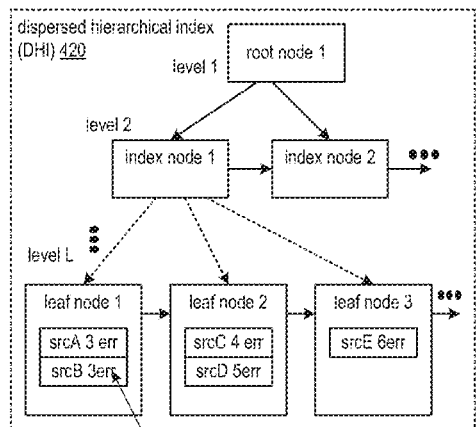 dispersed hierarchical index
(DHI) 420
level 1
root node 1
level 2
index node 1
index node 2
level L
leaf node 1
leaf node 2
leaf node 3
srcA 3 err
srcC 4 err
srcE 6err
srcB 3err
srcD 5err